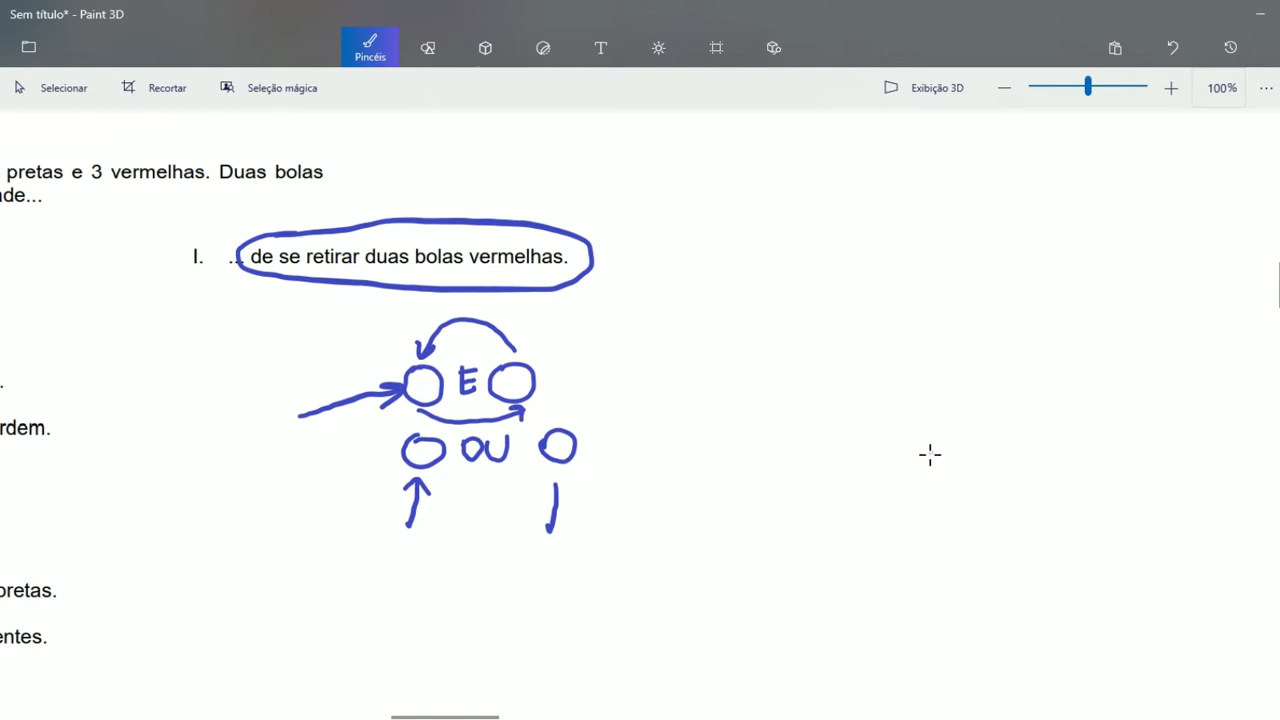 Sem título* - Paint 3D
Pincéis
Selecionar Recortar Seleção mágica Exibição 3D 100%
pretas e 3 vermelhas. Duas bolas
nde...
I. ... de se retirar duas bolas vermelhas.
E
rdem.
OU
pretas.
entes.